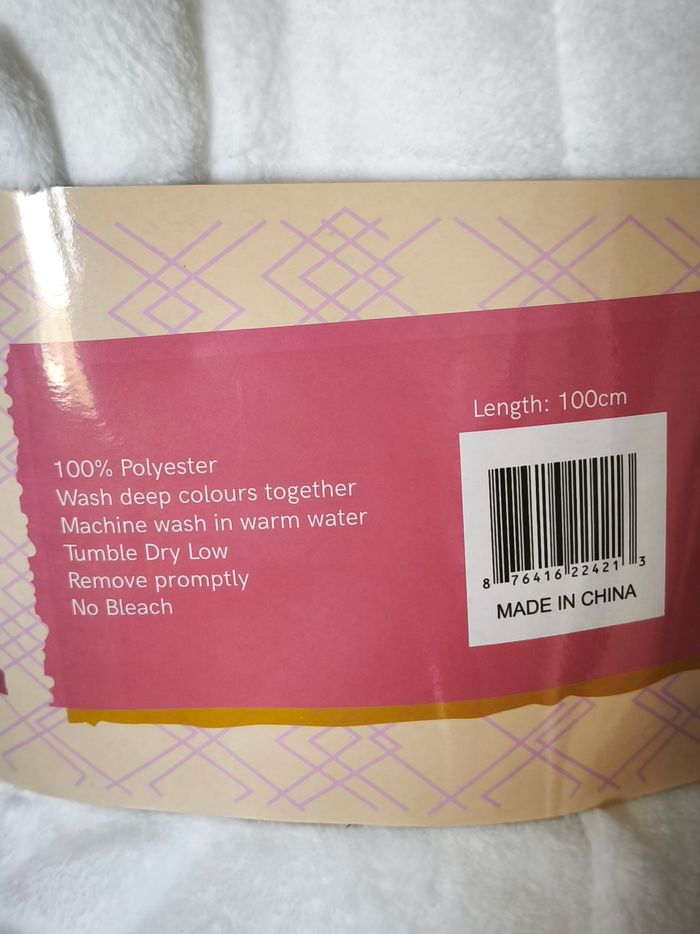 Length: 100cm
100% Polyester
Wash deep colours together
Machine wash in warm water
Tumble Dry Low
Remove promptly
No Bleach
8 76416 22421 3
MADE IN CHINA